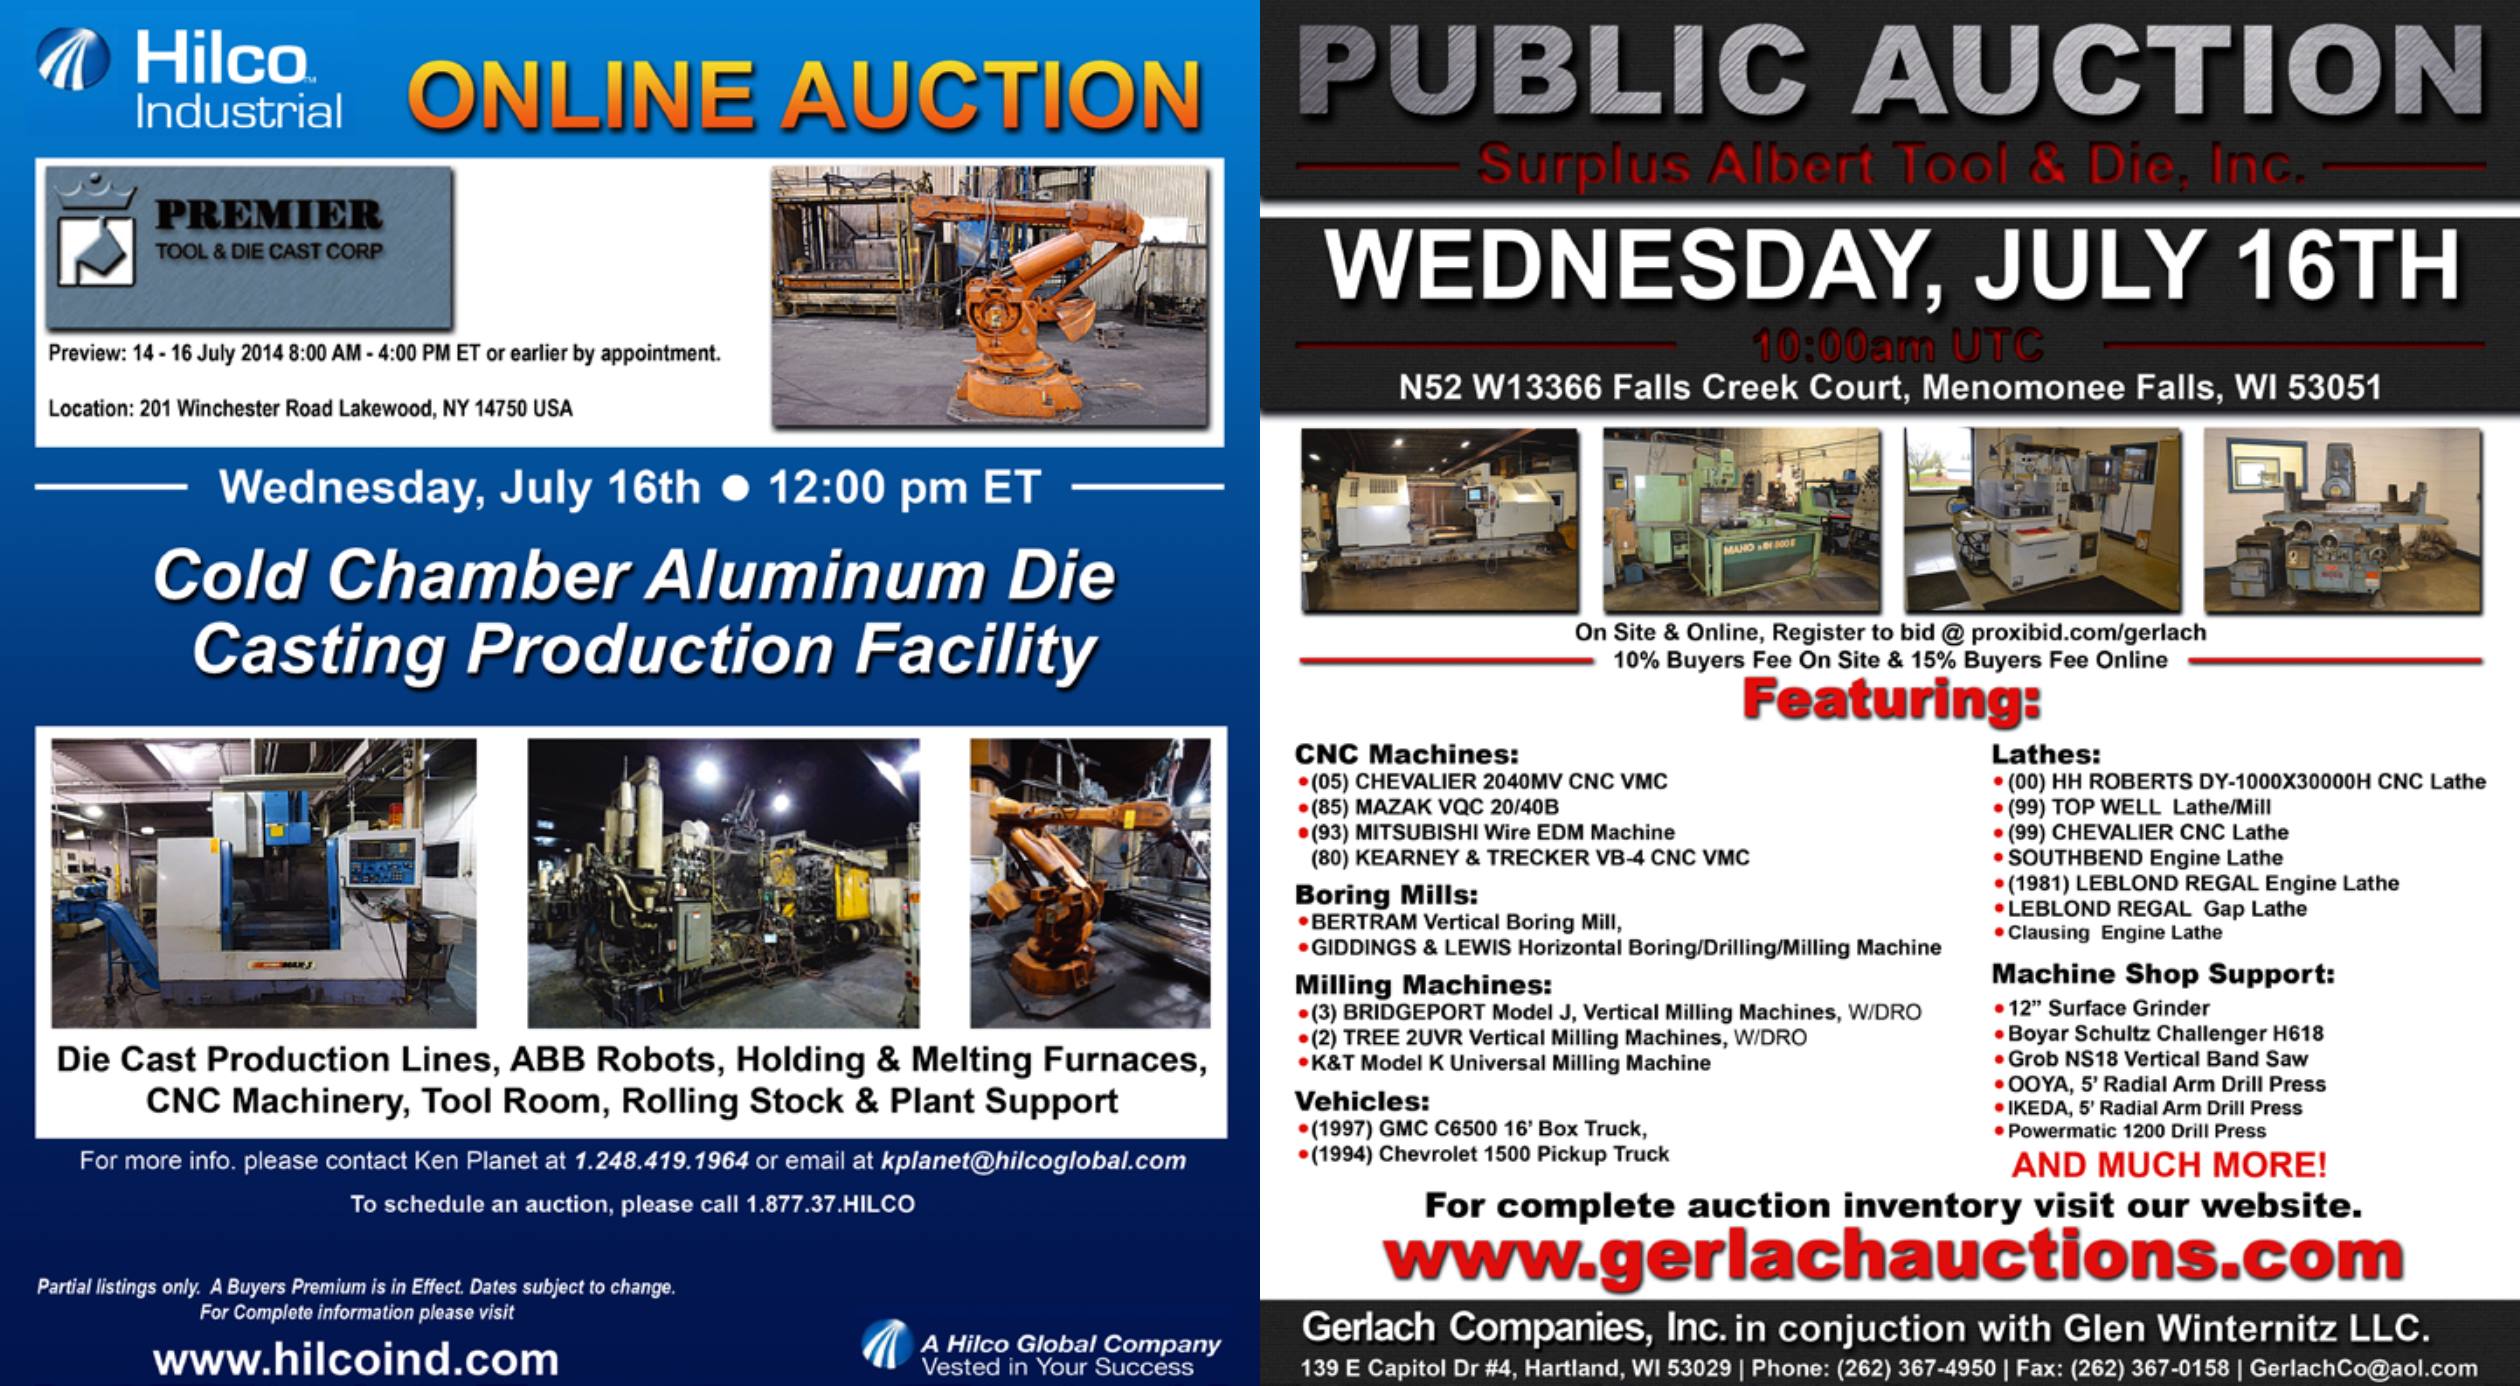 Hilco™
Industrial
ONLINE AUCTION
PREMIER
TOOL & DIE CAST CORP
Preview: 14 - 16 July 2014 8:00 AM - 4:00 PM ET or earlier by appointment.
Location: 201 Winchester Road Lakewood, NY 14750 USA
Wednesday, July 16th ● 12:00 pm ET
Cold Chamber Aluminum Die
Casting Production Facility
Die Cast Production Lines, ABB Robots, Holding & Melting Furnaces,
CNC Machinery, Tool Room, Rolling Stock & Plant Support
For more info. please contact Ken Planet at 1.248.419.1964 or email at kplanet@hilcoglobal.com
To schedule an auction, please call 1.877.37.HILCO
Partial listings only. A Buyers Premium is in Effect. Dates subject to change.
For Complete information please visit
www.hilcoind.com
A Hilco Global Company
Vested in Your Success
PUBLIC AUCTION
Surplus Albert Tool & Die, Inc.
WEDNESDAY, JULY 16TH
10:00am UTC
N52 W13366 Falls Creek Court, Menomonee Falls, WI 53051
MAHO
On Site & Online, Register to bid @ proxibid.com/gerlach
10% Buyers Fee On Site & 15% Buyers Fee Online
Featuring:
CNC Machines:
• (05) CHEVALIER 2040MV CNC VMC
• (85) MAZAK VQC 20/40B
• (93) MITSUBISHI Wire EDM Machine
(80) KEARNEY & TRECKER VB-4 CNC VMC
Boring Mills:
• BERTRAM Vertical Boring Mill,
• GIDDINGS & LEWIS Horizontal Boring/Drilling/Milling Machine
Milling Machines:
• (3) BRIDGEPORT Model J, Vertical Milling Machines, W/DRO
• (2) TREE 2UVR Vertical Milling Machines, W/DRO
• K&T Model K Universal Milling Machine
Vehicles:
• (1997) GMC C6500 16’ Box Truck,
• (1994) Chevrolet 1500 Pickup Truck
Lathes:
• (00) HH ROBERTS DY-1000X30000H CNC Lathe
• (99) TOP WELL Lathe/Mill
• (99) CHEVALIER CNC Lathe
• SOUTHBEND Engine Lathe
• (1981) LEBLOND REGAL Engine Lathe
• LEBLOND REGAL Gap Lathe
• Clausing Engine Lathe
Machine Shop Support:
• 12” Surface Grinder
• Boyar Schultz Challenger H618
• Grob NS18 Vertical Band Saw
• OOYA, 5’ Radial Arm Drill Press
• IKEDA, 5’ Radial Arm Drill Press
• Powermatic 1200 Drill Press
AND MUCH MORE!
For complete auction inventory visit our website.
www.gerlachauctions.com
Gerlach Companies, Inc. in conjuction with Glen Winternitz LLC.
139 E Capitol Dr #4, Hartland, WI 53029 | Phone: (262) 367-4950 | Fax: (262) 367-0158 | GerlachCo@aol.com